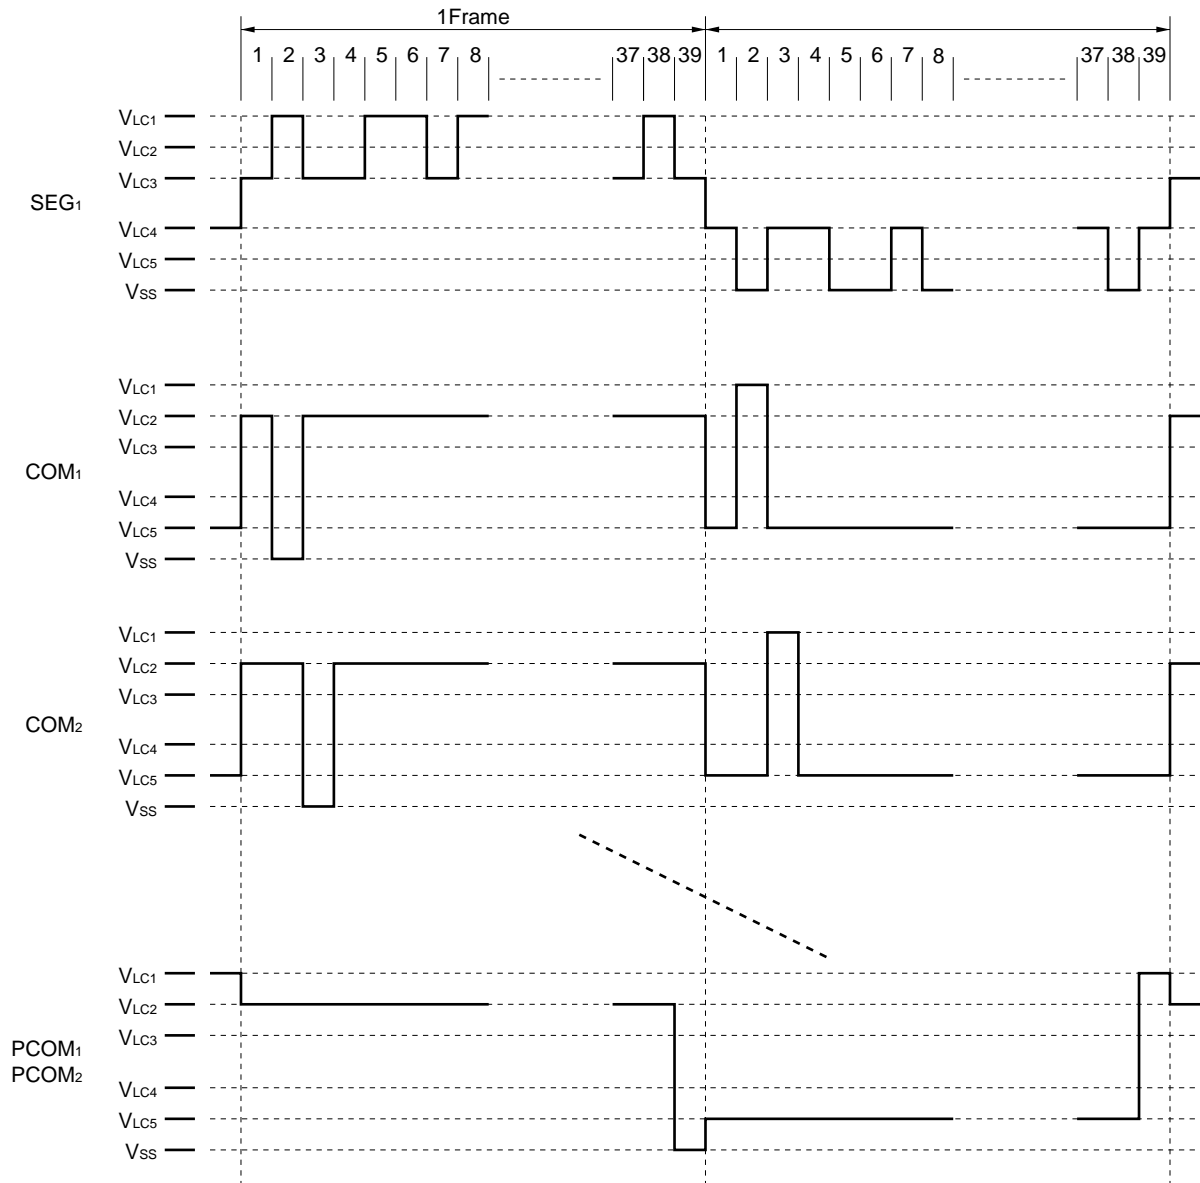 1Frame
1 2 3 4 5 6 7 8 37 38 39 1 2 3 4 5 6 7 8 37 38 39
SEG1
VLC1
VLC2
VLC3
VLC4
VLC5
VSS
COM1
VLC1
VLC2
VLC3
VLC4
VLC5
VSS
COM2
VLC1
VLC2
VLC3
VLC4
VLC5
VSS
PCOM1
PCOM2
VLC1
VLC2
VLC3
VLC4
VLC5
VSS